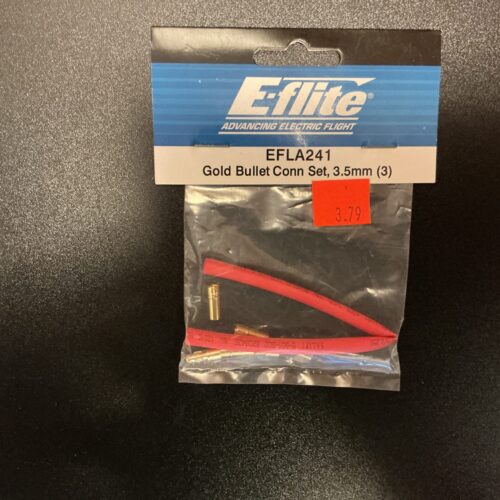 E-flite®
ADVANCING ELECTRIC FLIGHT
EFLA241
Gold Bullet Conn Set, 3.5mm (3)
3.79